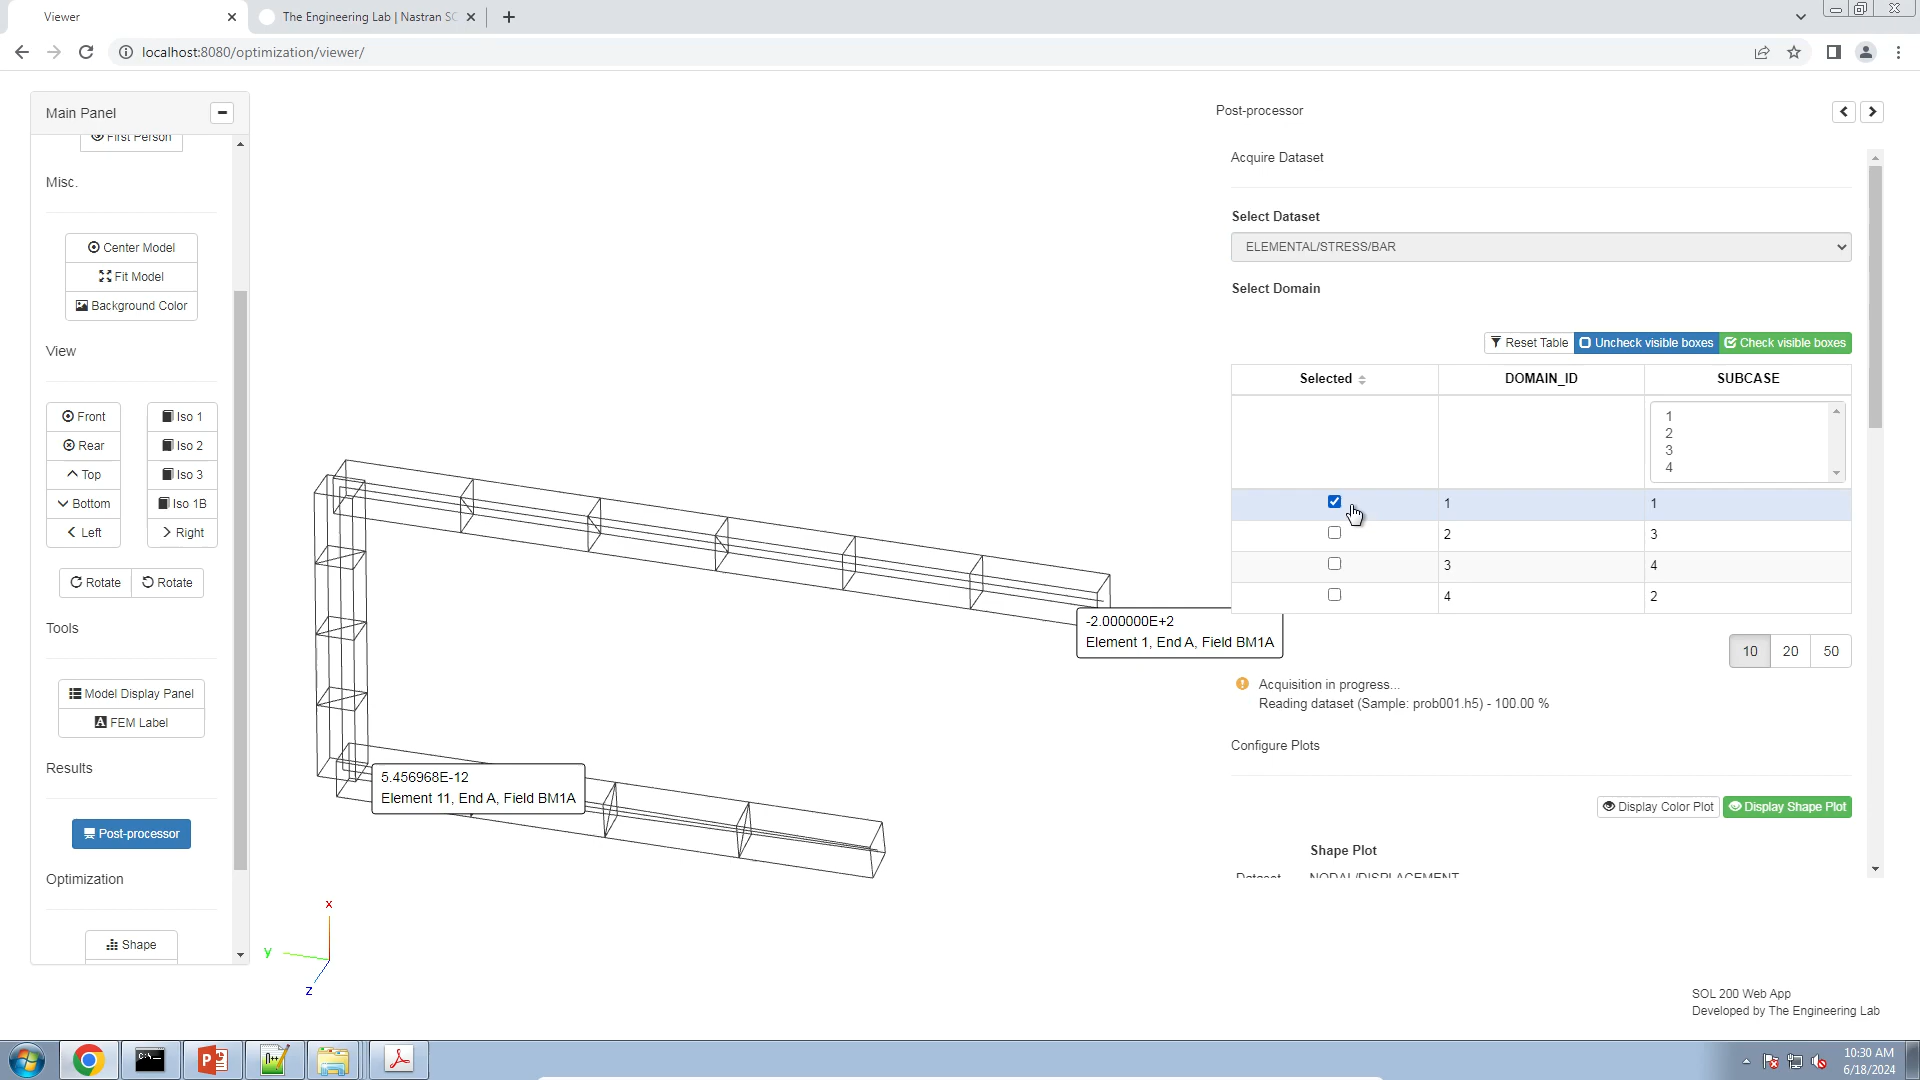 Viewer
The Engineering Lab | Nastran SC
localhost:8080/optimization/viewer/
Main Panel
First Person
Misc.
Center Model
Fit Model
Background Color
View
Front
Iso 1
Rear
Iso 2
Top
Iso 3
Bottom
Iso 1B
Left
Right
Rotate
Rotate
Tools
Model Display Panel
FEM Label
Results
Post-processor
Optimization
Shape
-2.000000E+2
Element 1, End A, Field BM1A
5.456968E-12
Element 11, End A, Field BM1A
x
y
z
Post-processor
Acquire Dataset
Select Dataset
ELEMENTAL/STRESS/BAR
Select Domain
Reset Table
Uncheck visible boxes
Check visible boxes
Selected DOMAIN_ID SUBCASE
1
2
3
4
1 1
2 3
3 4
4 2
10 20 50
Acquisition in progress...
Reading dataset (Sample: prob001.h5) - 100.00 %
Configure Plots
Display Color Plot
Display Shape Plot
Shape Plot
Dataset NODAL/DISPLACEMENT
SOL 200 Web App
Developed by The Engineering Lab
10:30 AM
6/18/2024